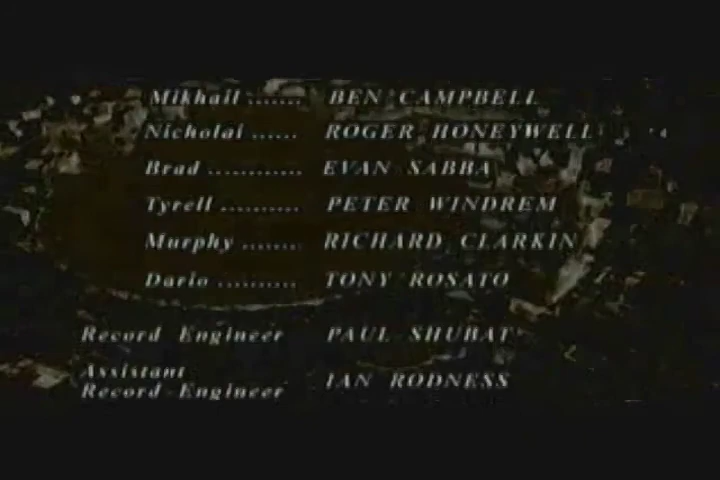 Mikhail ....... BEN CAMPBELL
Nicholai ...... ROGER HONEYWELL
Brad ............ EVAN SABBA
Tyrell .......... PETER WINDREM
Murphy ....... RICHARD CLARKIN
Dario .......... TONY ROSATO
Record Engineer PAUL SHUBAT
Assistant
Record Engineer IAN RODNESS